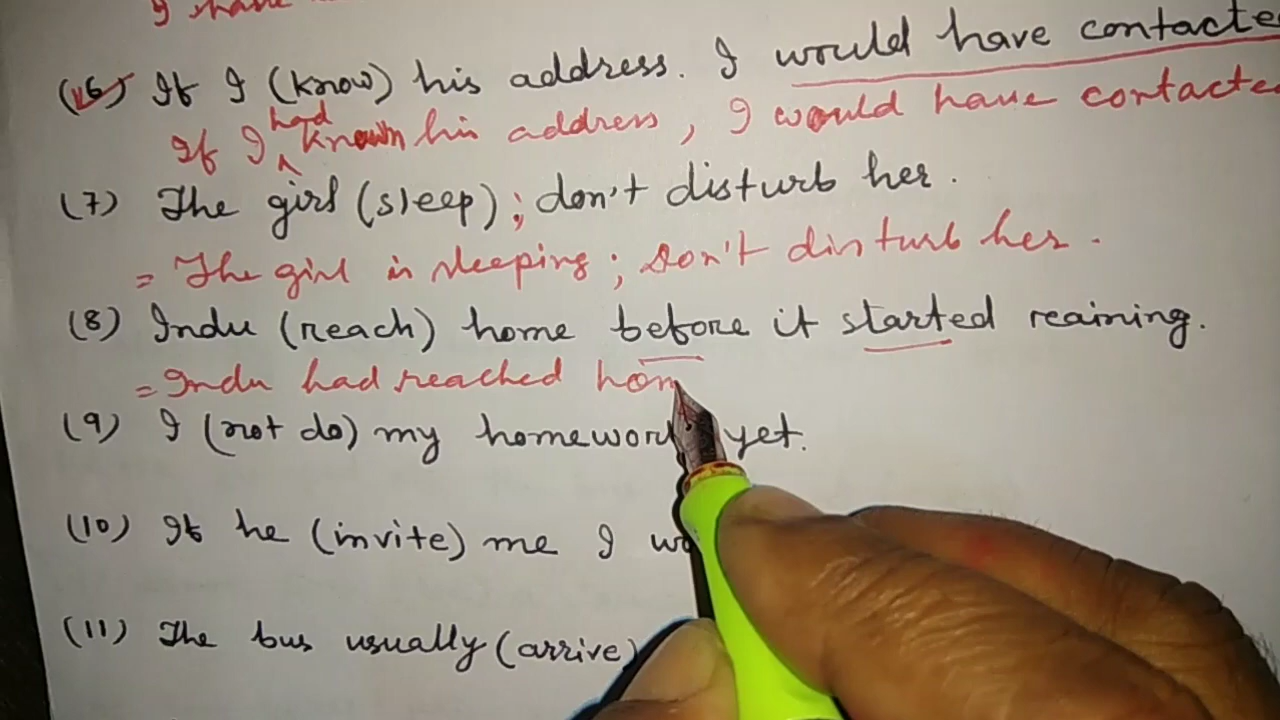 I have
(6) If I (know) his address. I would have contacte
If I had known his address, I would have contacte
(7) The girl (sleep); don't disturb her.
= The girl is sleeping; Don't disturb her.
(8) Indu (reach) home before it started reaining.
= Indu had reached hom
(9) I (not do) my homework yet.
(10) If he (invite) me I wo
(11) The bus usually (arrive)